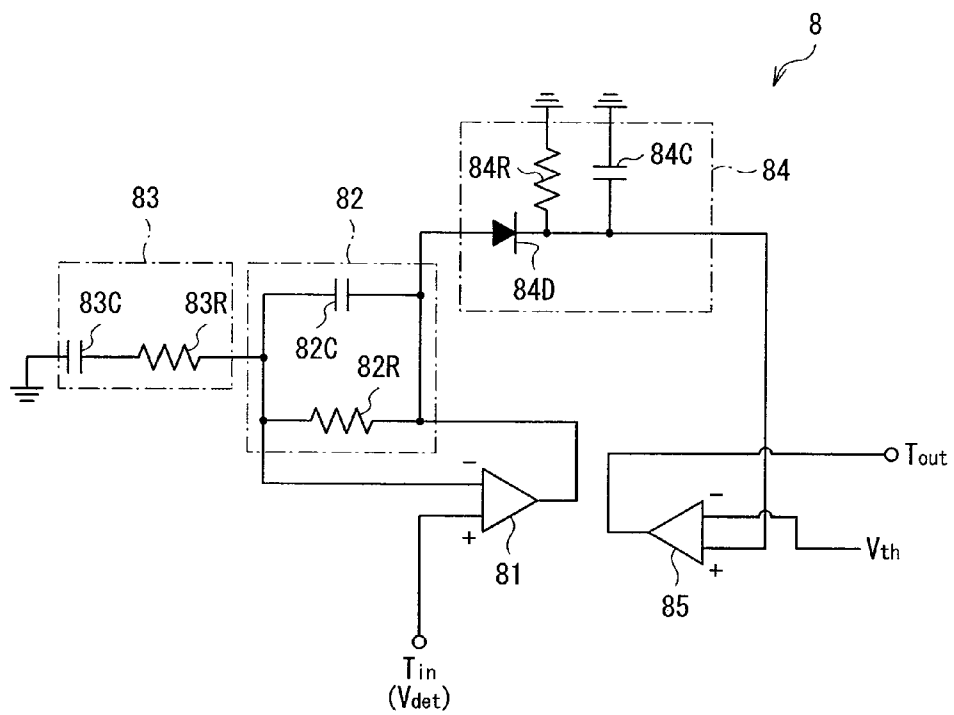 8
84R
84C
84
84D
83
82
83C
83R
82C
82R
−
+
81
Tout
−
+
Vth
85
Tin
(Vdet)